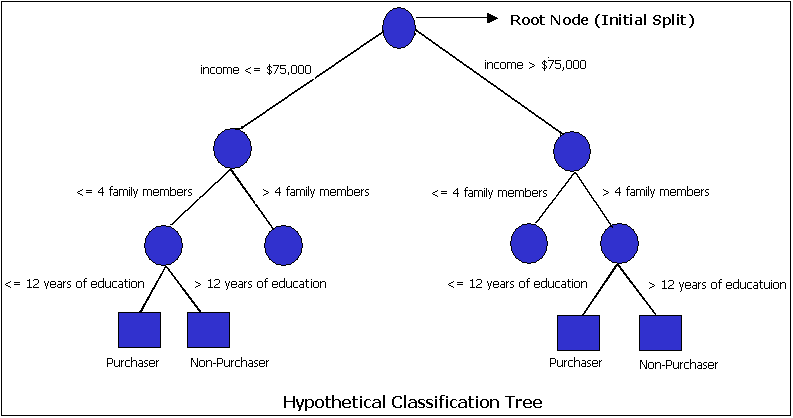 Root Node (Initial Split)
income <= $75,000
income > $75,000
<= 4 family members
> 4 family members
<= 4 family members
> 4 family members
<= 12 years of education
> 12 years of education
<= 12 years of education
> 12 years of educatuion
Purchaser
Non-Purchaser
Purchaser
Non-Purchaser
Hypothetical Classification Tree